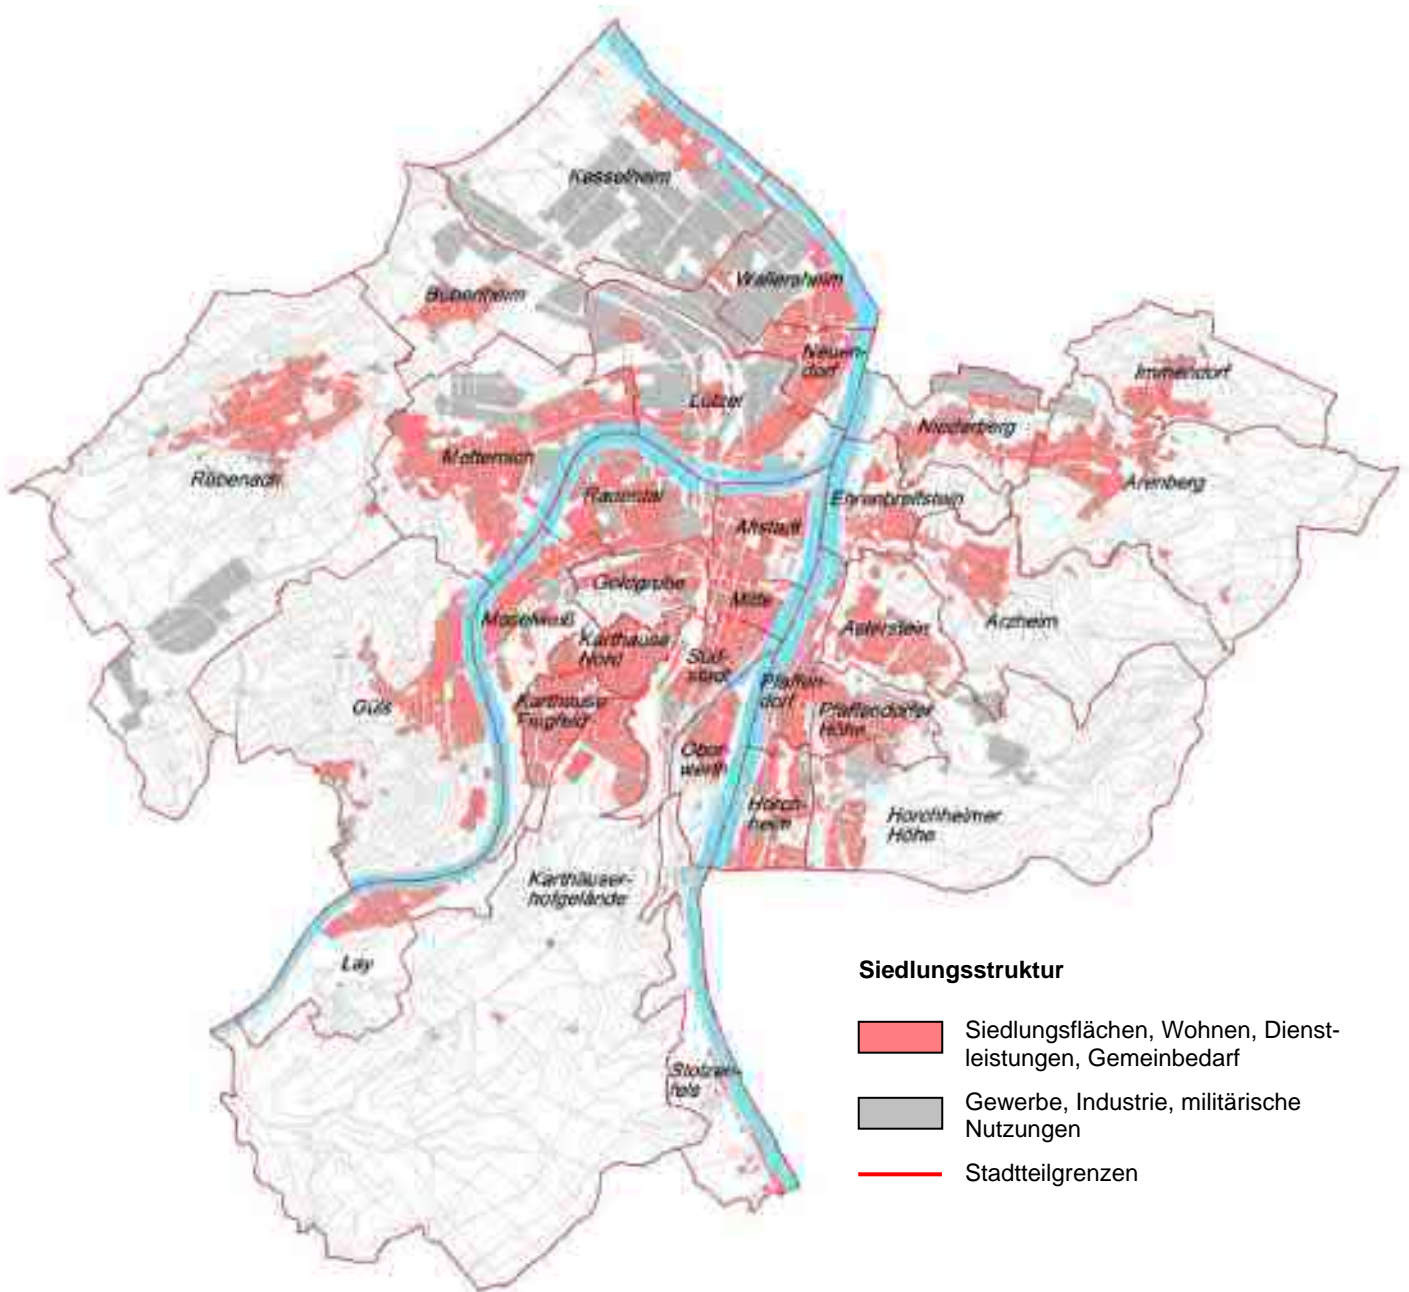 Kesselheim
Wallersheim
Bubenheim
Neuen-
dorf
Immendorf
Lützel
Niederberg
Metternich
Rübenach
Arenberg
Rauental
Ehrenbreitstein
Altstadt
Goldgrube
Mitte
Moselweiß
Asterstein
Arzheim
Karthause
Nord
Süd-
stadt
Pfaffen-
dorf
Güls
Karthause
Flugfeld
Pfaffendorfer
Höhe
Ober-
werth
Horch-
heim
Horchheimer
Höhe
Karthäuser-
hofgelände
Lay
Stolzen-
fels
Siedlungsstruktur
Siedlungsflächen, Wohnen, Dienst-
leistungen, Gemeinbedarf
Gewerbe, Industrie, militärische
Nutzungen
Stadtteilgrenzen